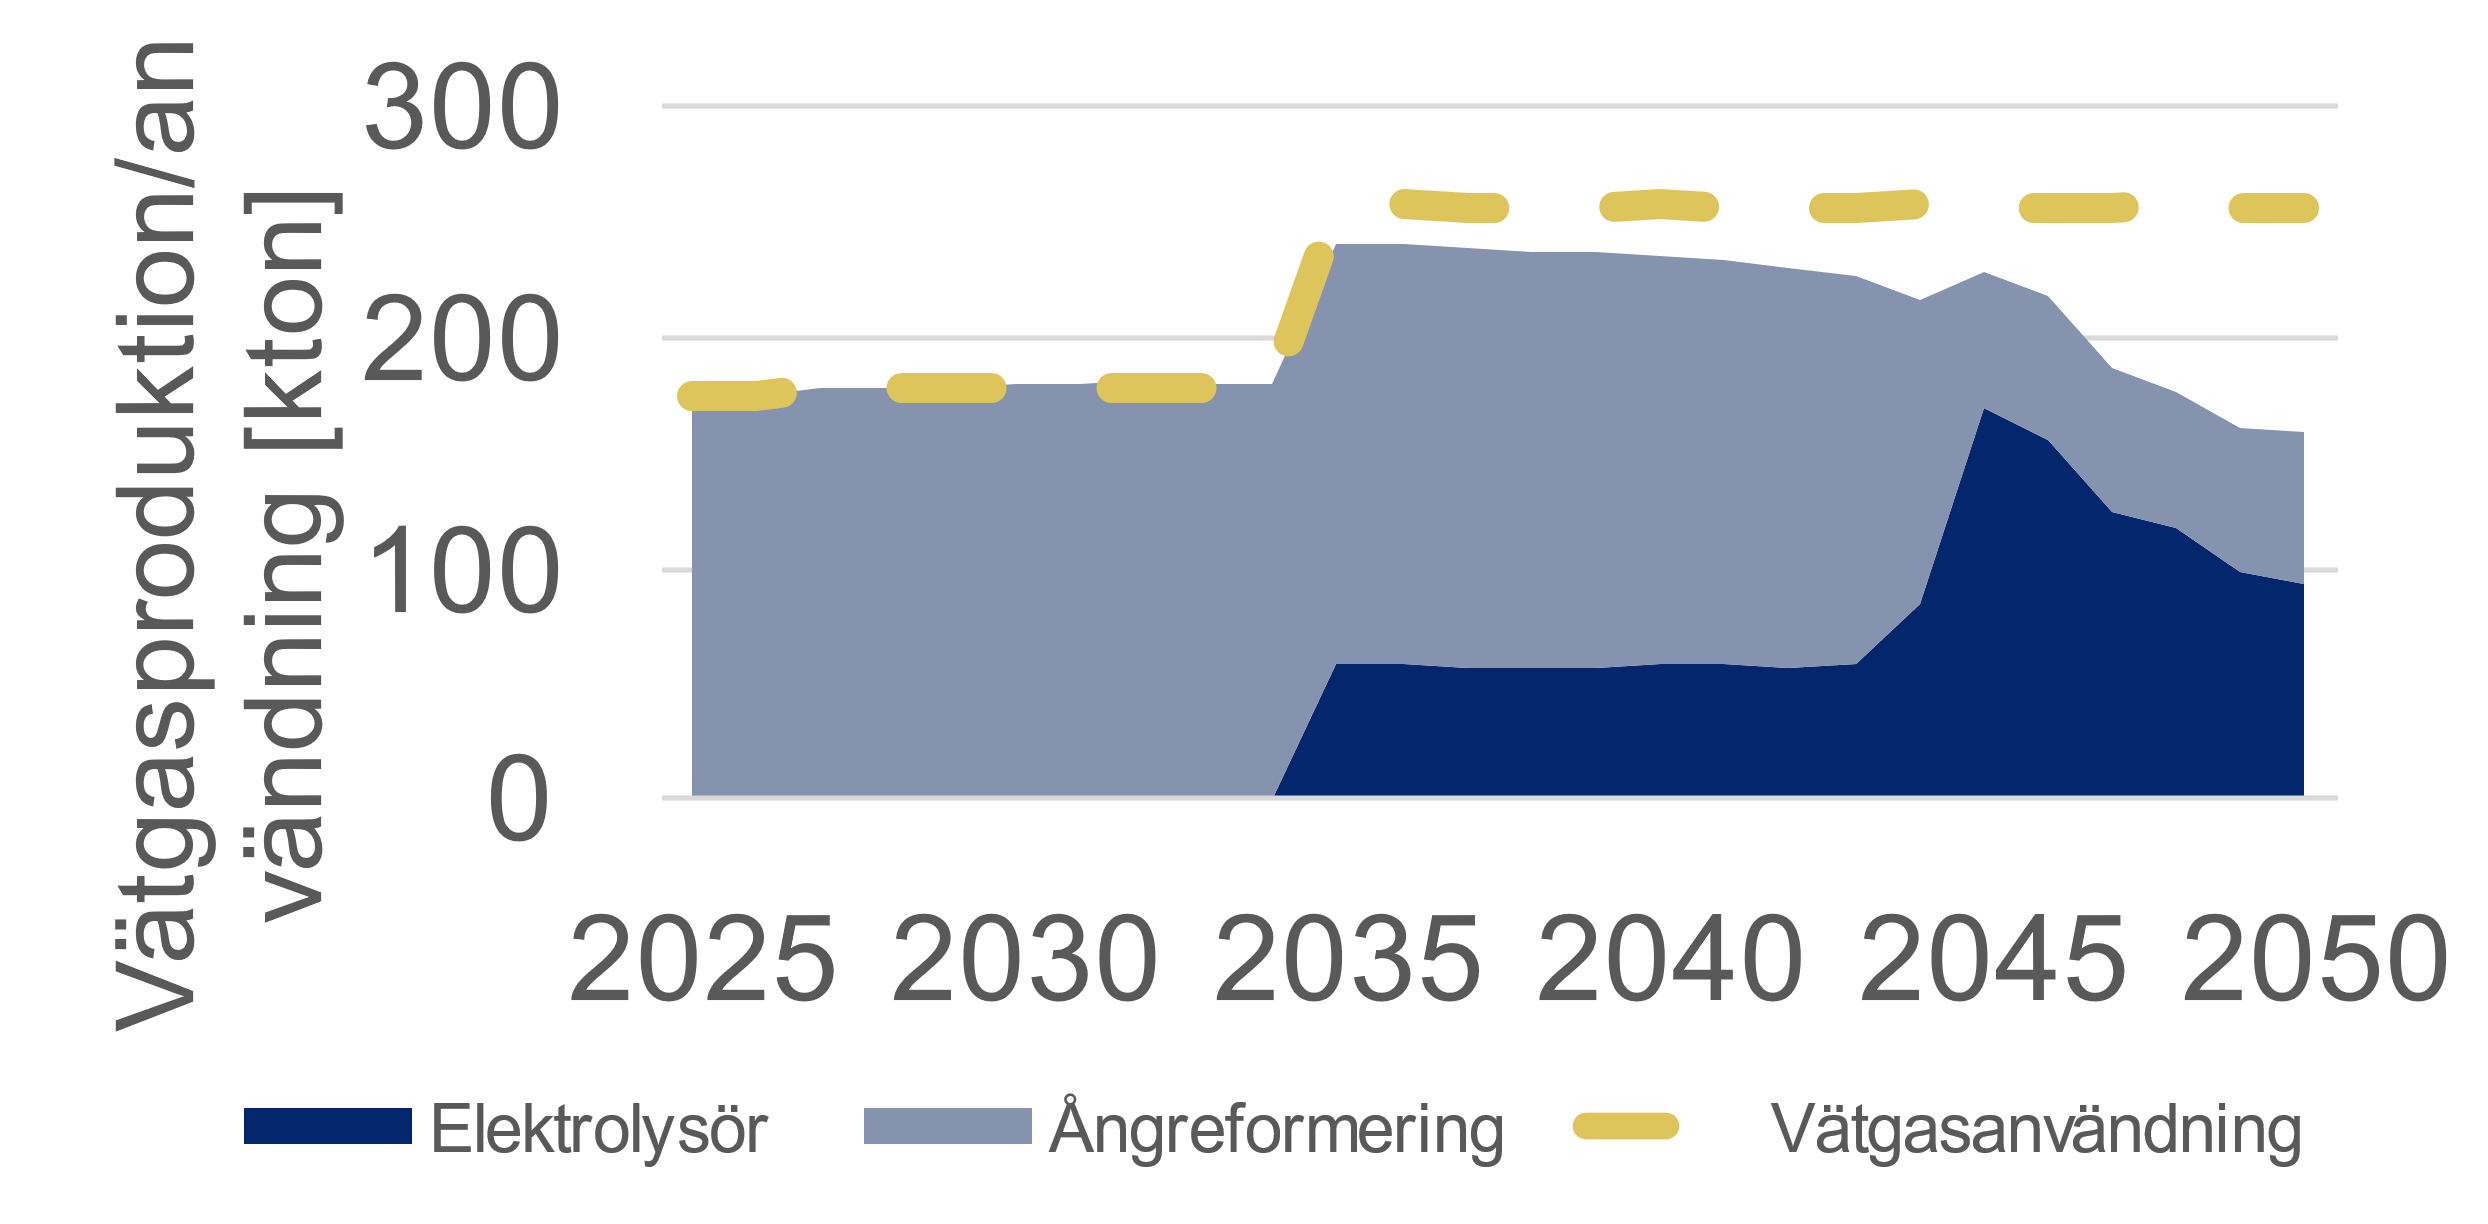 Vätgasproduktion/an
vändning [kton]
300
200
100
0
2025 2030 2035 2040 2045 2050
Elektrolysör Ångreformering Vätgasanvändning